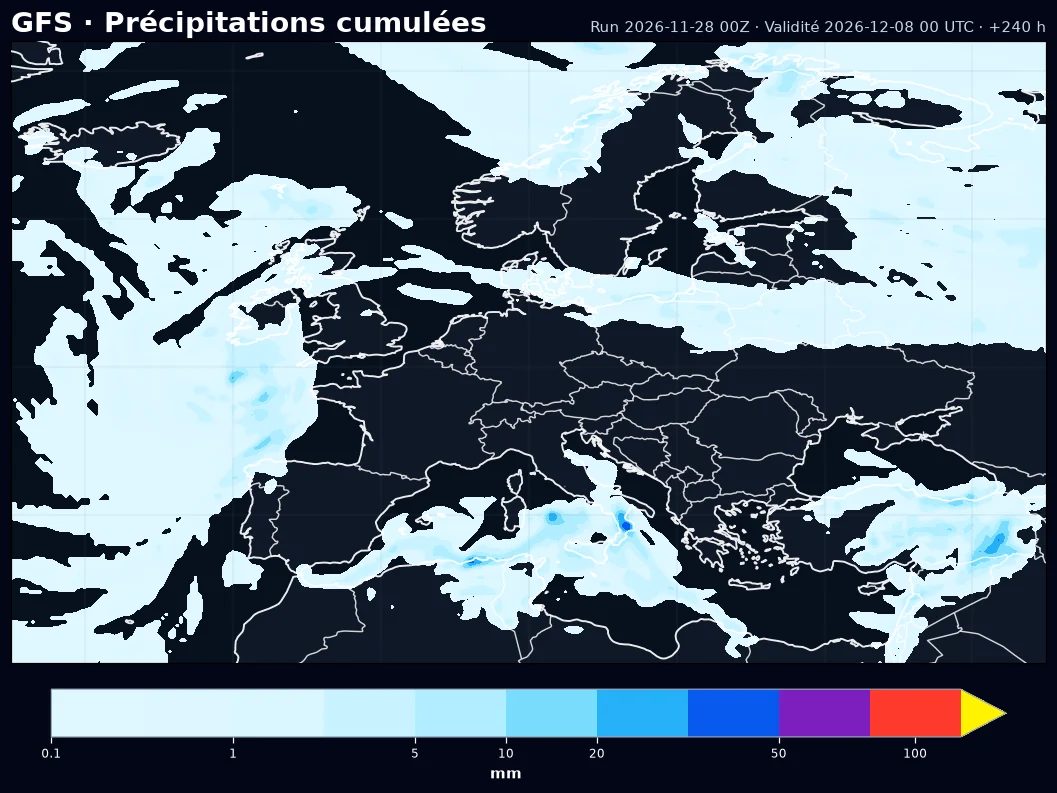 GFS · Précipitations cumulées
Run 2026-11-28 00Z · Validité 2026-12-08 00 UTC · +240 h
0.1 1 5 10 20 50 100
mm